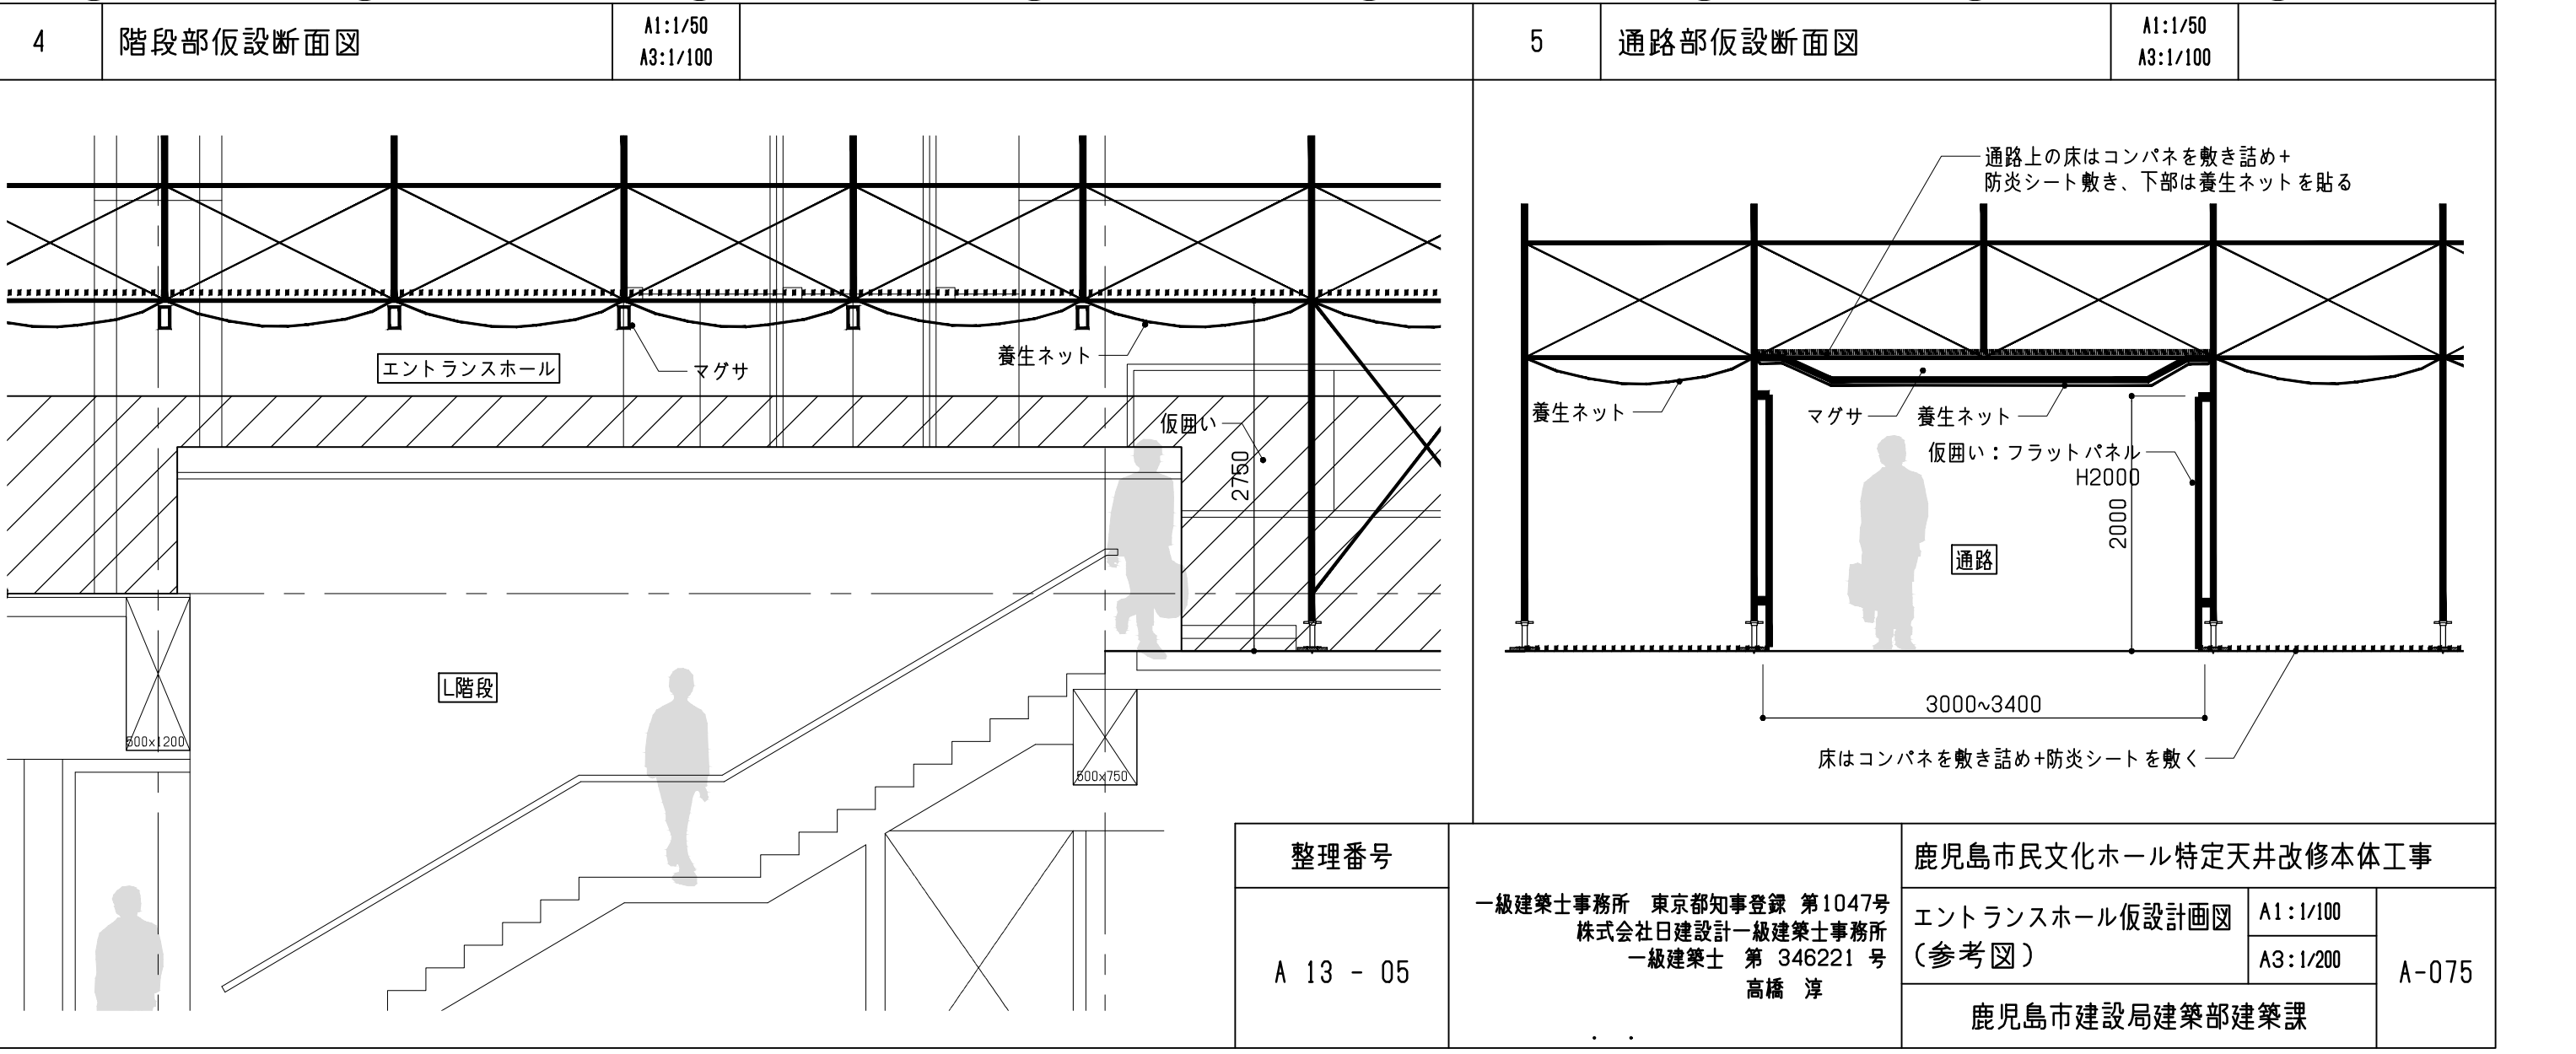 4
階段部仮設断面図
A1:1/50
A3:1/100
5
通路部仮設断面図
A1:1/50
A3:1/100
エントランスホール
マグサ
養生ネット
仮囲い
2750
L階段
500x1200
500x750
通路上の床はコンパネを敷き詰め+
防炎シート敷き、下部は養生ネットを貼る
養生ネット
マグサ
養生ネット
仮囲い：フラットパネル
H2000
2000
通路
3000~3400
床はコンパネを敷き詰め+防炎シートを敷く
整理番号
A 13 - 05
一級建築士事務所 東京都知事登録 第1047号
株式会社日建設計一級建築士事務所
一級建築士 第 346221 号
高橋 淳
鹿児島市民文化ホール特定天井改修本体工事
エントランスホール仮設計画図
(参考図)
A1:1/100
A3:1/200
A-075
鹿児島市建設局建築部建築課